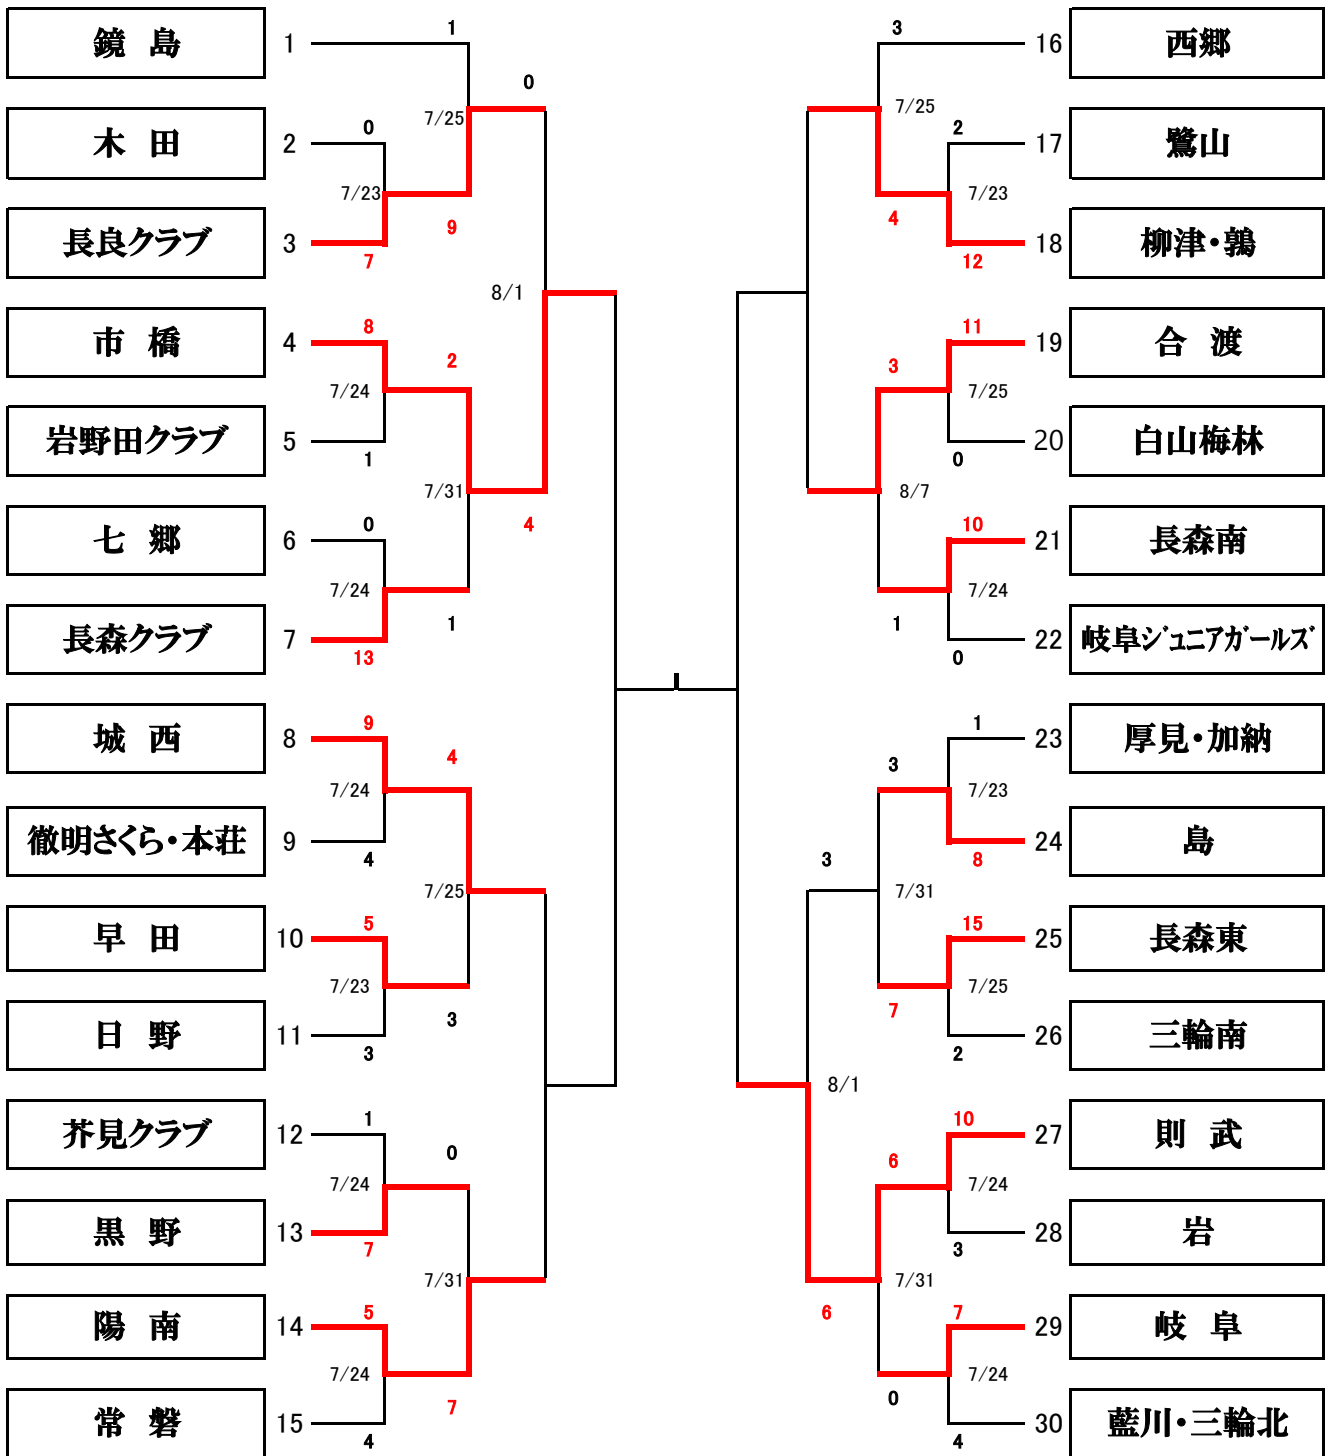 鏡 島 1 1
0
7/25
木 田 2 0
7/23
9
長良クラブ 3 7
8/1
市 橋 4 8
2
7/24
岩野田クラブ 5 1
7/31
4
七 郷 6 0
7/24
1
長森クラブ 7 13
城 西 8 9
4
7/24
徹明さくら・本荘 9 4
7/25
早 田 10 5
7/23
3
日 野 11 3
芥見クラブ 12 1
0
7/24
黒 野 13 7
7/31
陽 南 14 5
7/24
7
常 磐 15 4
3 16 西郷
7/25
2 17 鷺山
7/23
4
12 18 柳津・鶉
11 19 合 渡
3
7/25
0 20 白山梅林
8/7
10 21 長森南
7/24
1
0 22 岐阜ジュニアガールズ
1 23 厚見・加納
3
7/23
8 24 島
3
7/31
15 25 長森東
7/25
7
2 26 三輪南
8/1
10 27 則 武
6
7/24
3 28 岩
7/31
6
7 29 岐 阜
7/24
0
4 30 藍川・三輪北